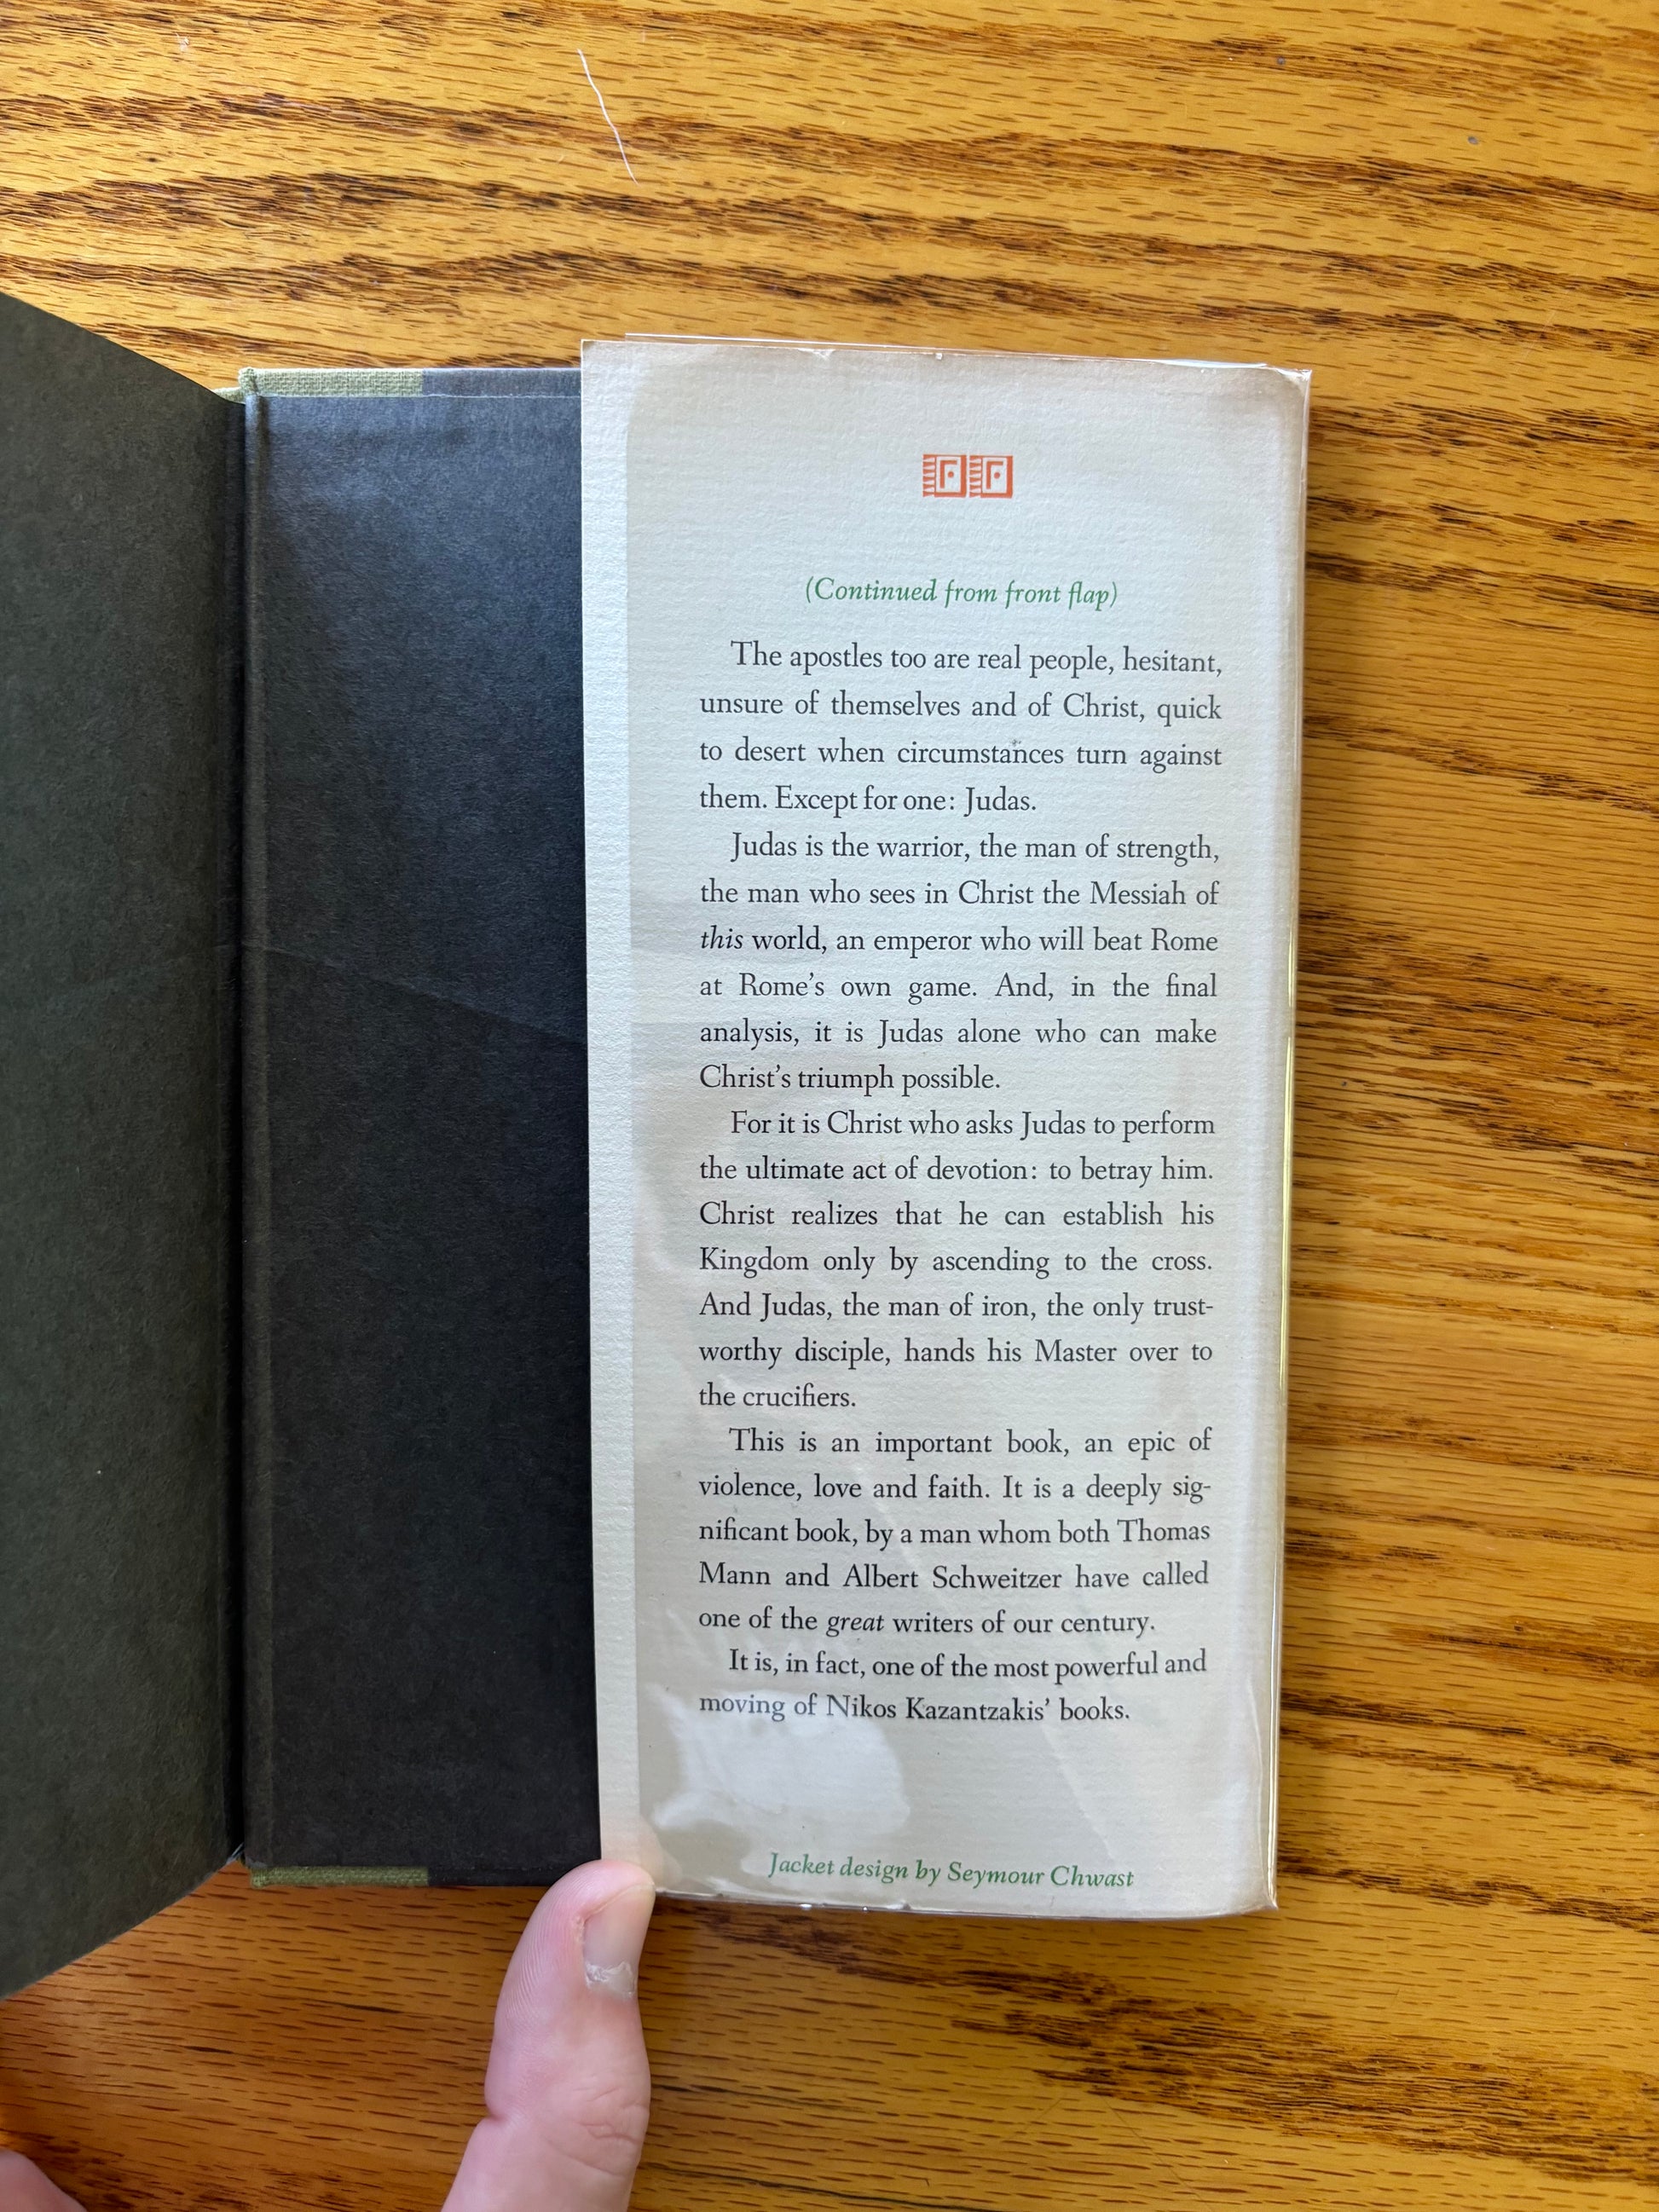 FF
(Continued from front flap)
The apostles too are real people, hesitant,
unsure of themselves and of Christ, quick
to desert when circumstances turn against
them. Except for one: Judas.
Judas is the warrior, the man of strength,
the man who sees in Christ the Messiah of
this world, an emperor who will beat Rome
at Rome's own game. And, in the final
analysis, it is Judas alone who can make
Christ's triumph possible.
For it is Christ who asks Judas to perform
the ultimate act of devotion: to betray him.
Christ realizes that he can establish his
Kingdom only by ascending to the cross.
And Judas, the man of iron, the only trust-
worthy disciple, hands his Master over to
the crucifiers.
This is an important book, an epic of
violence, love and faith. It is a deeply sig-
nificant book, by a man whom both Thomas
Mann and Albert Schweitzer have called
one of the great writers of our century.
It is, in fact, one of the most powerful and
moving of Nikos Kazantzakis' books.
Jacket design by Seymour Chwast